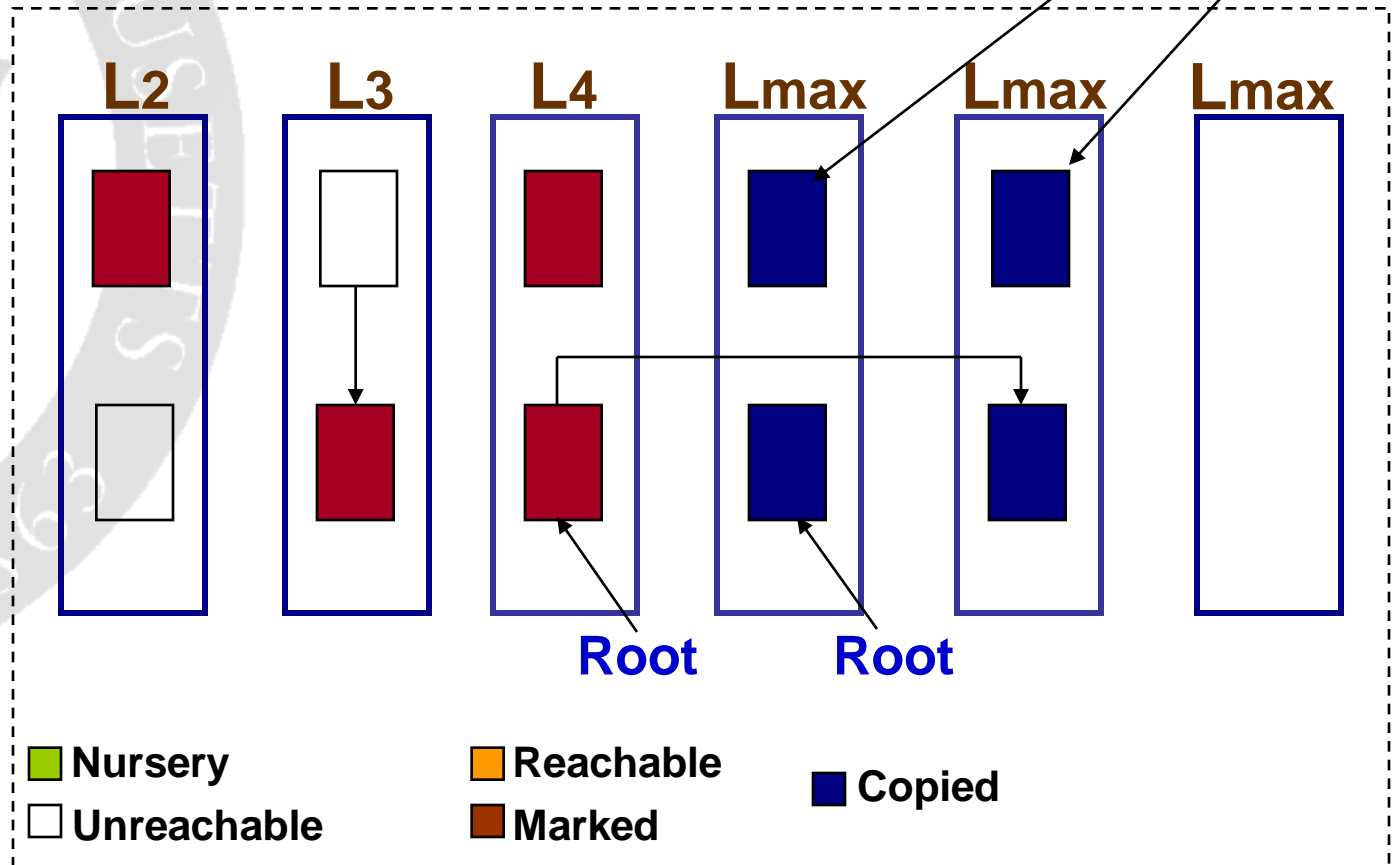 L2 L3 L4 Lmax Lmax Lmax
Root Root
Nursery Reachable Copied
Unreachable Marked